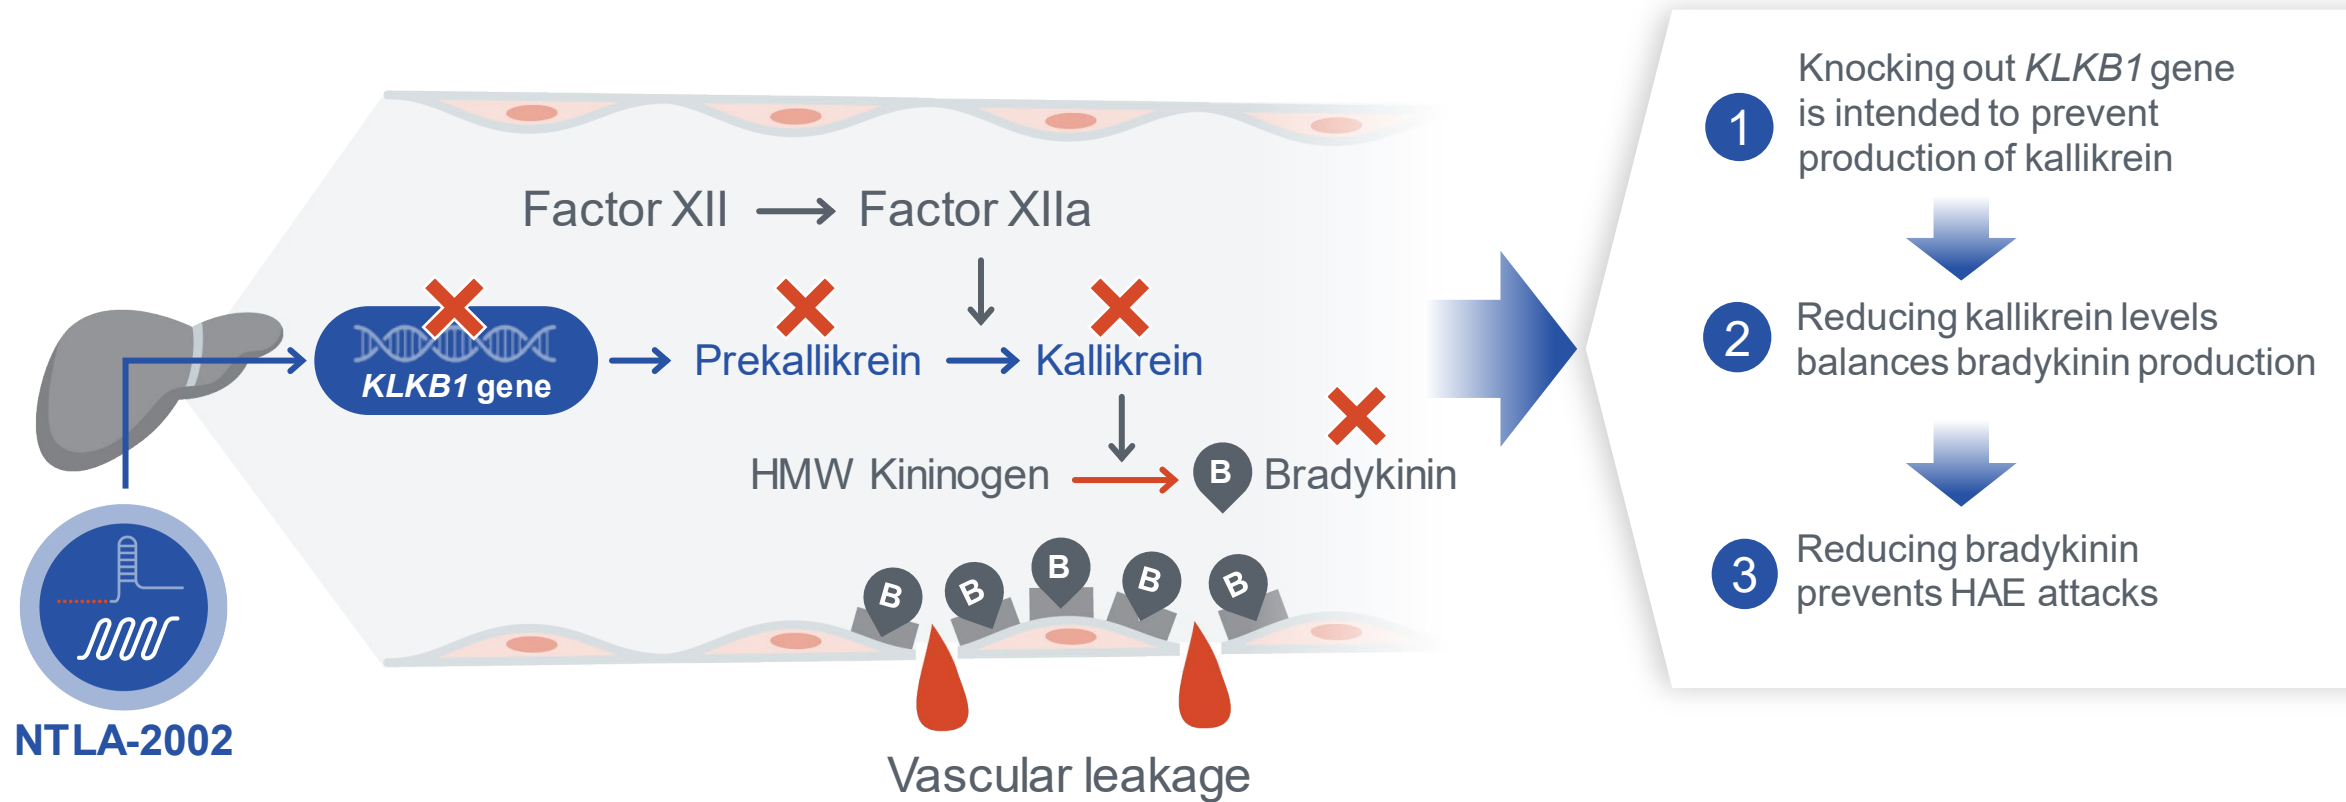 Factor XII
Factor XIIa
KLKB1 gene
Prekallikrein
Kallikrein
HMW Kininogen
B
Bradykinin
B
B
B
B
B
NTLA-2002
Vascular leakage
1
Knocking out KLKB1 gene
is intended to prevent
production of kallikrein
2
Reducing kallikrein levels
balances bradykinin production
3
Reducing bradykinin
prevents HAE attacks